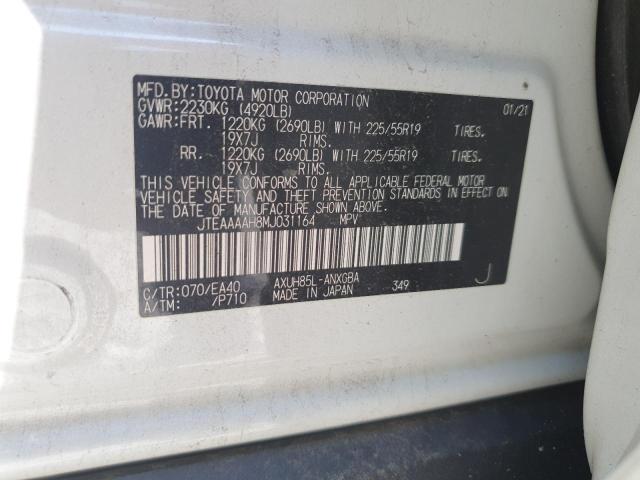 MFD. BY: TOYOTA MOTOR CORPORATION 01/21
GVWR: 2230KG (4920LB)
GAWR: FRT. 1220KG (2690LB) WITH 225/55R19 TIRES.
19X7J RIMS.
RR. 1220KG (2690LB) WITH 225/55R19 TIRES.
19X7J RIMS.
THIS VEHICLE CONFORMS TO ALL APPLICABLE FEDERAL MOTOR
VEHICLE SAFETY AND THEFT PREVENTION STANDARDS IN EFFECT ON
THE DATE OF MANUFACTURE SHOWN ABOVE.
JTEAAAAH8MJ031164 MPV
C/TR: 070/EA40 AXUH85L-ANXGBA J
A/TM: /P710 MADE IN JAPAN 349